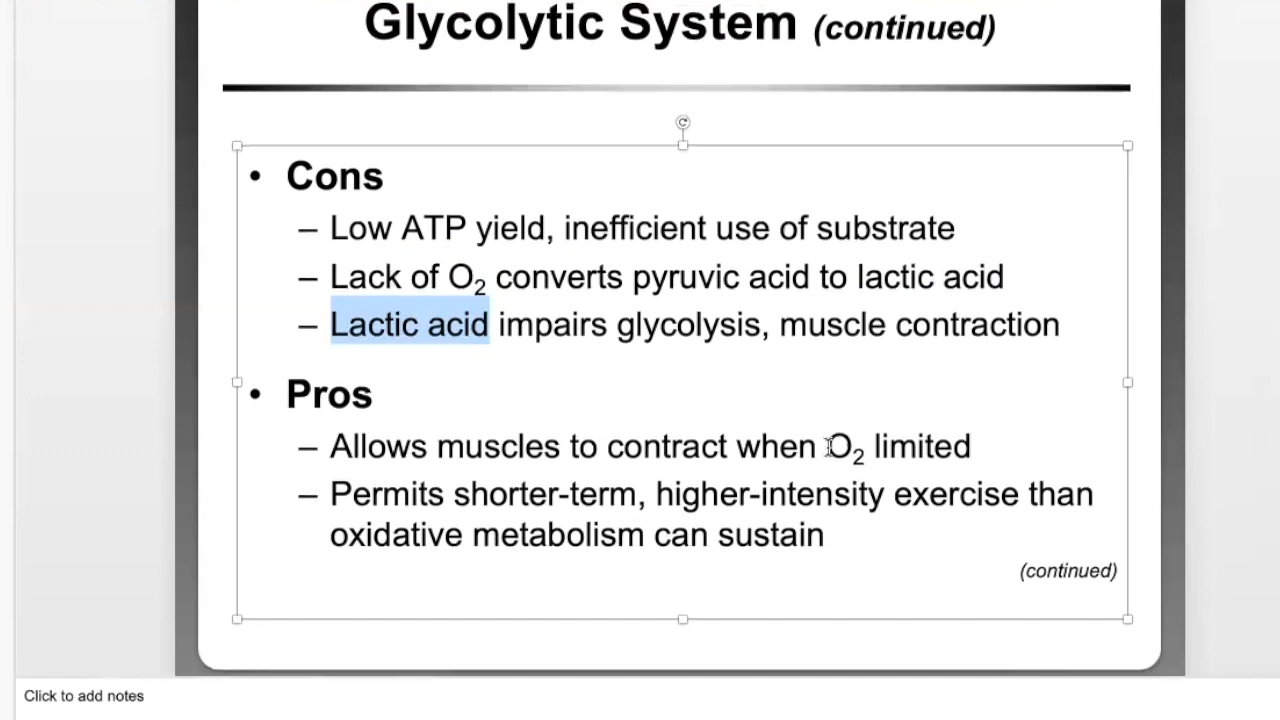 Glycolytic System (continued)
• Cons
– Low ATP yield, inefficient use of substrate
– Lack of O₂ converts pyruvic acid to lactic acid
– Lactic acid impairs glycolysis, muscle contraction
• Pros
– Allows muscles to contract when O₂ limited
– Permits shorter-term, higher-intensity exercise than
oxidative metabolism can sustain
(continued)
Click to add notes